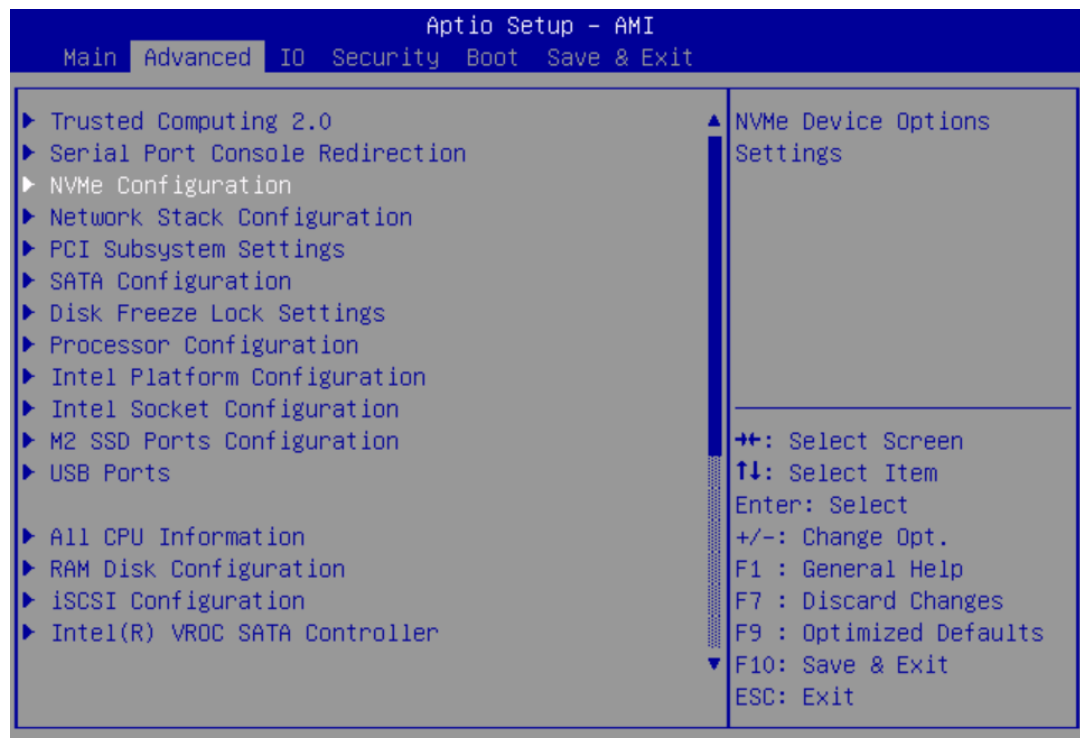 Aptio Setup – AMI
Main Advanced IO Security Boot Save & Exit
Trusted Computing 2.0
Serial Port Console Redirection
NVMe Configuration
Network Stack Configuration
PCI Subsystem Settings
SATA Configuration
Disk Freeze Lock Settings
Processor Configuration
Intel Platform Configuration
Intel Socket Configuration
M2 SSD Ports Configuration
USB Ports
All CPU Information
RAM Disk Configuration
iSCSI Configuration
Intel(R) VROC SATA Controller
NVMe Device Options
Settings
→←: Select Screen
↑↓: Select Item
Enter: Select
+/-: Change Opt.
F1 : General Help
F7 : Discard Changes
F9 : Optimized Defaults
F10: Save & Exit
ESC: Exit